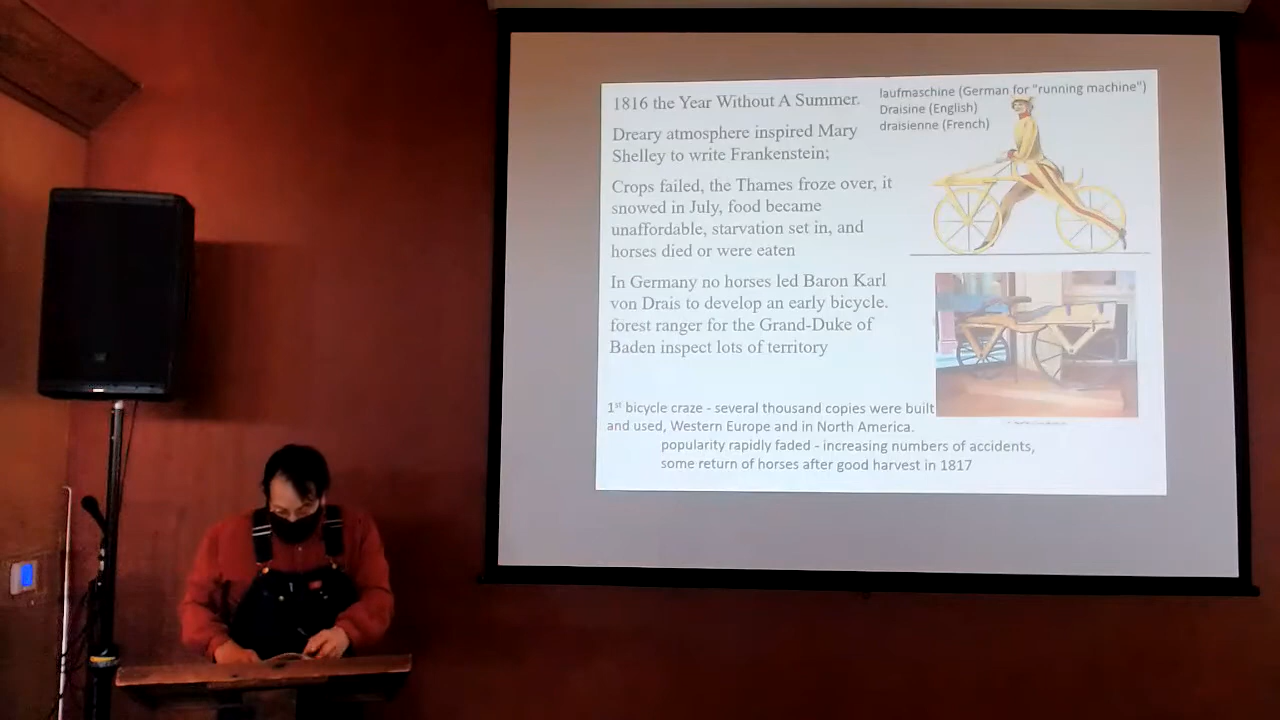 1816 the Year Without A Summer.
Dreary atmosphere inspired Mary
Shelley to write Frankenstein;
Crops failed, the Thames froze over, it
snowed in July, food became
unaffordable, starvation set in, and
horses died or were eaten
In Germany no horses led Baron Karl
von Drais to develop an early bicycle.
forest ranger for the Grand-Duke of
Baden inspect lots of territory
laufmaschine (German for "running machine")
Draisine (English)
draisienne (French)
1st bicycle craze - several thousand copies were built
and used, Western Europe and in North America.
popularity rapidly faded - increasing numbers of accidents,
some return of horses after good harvest in 1817